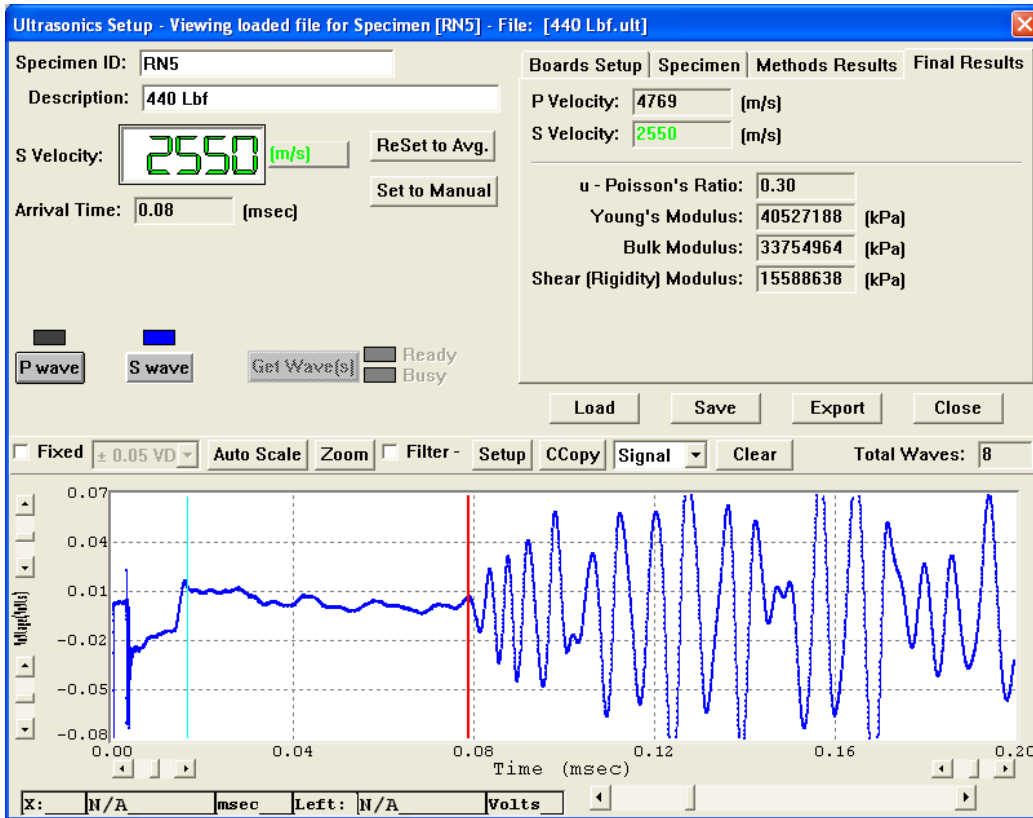 Ultrasonics Setup - Viewing loaded file for Specimen [RN5] - File: [440 Lbf.ult]
Specimen ID: RN5
Description: 440 Lbf
S Velocity: 2550 (m/s)
ReSet to Avg.
Set to Manual
Arrival Time: 0.08 (msec)
Boards Setup Specimen Methods Results Final Results
P Velocity: 4769 (m/s)
S Velocity: 2550 (m/s)
u - Poisson's Ratio: 0.30
Young's Modulus: 40527188 (kPa)
Bulk Modulus: 33754964 (kPa)
Shear (Rigidity) Modulus: 15588638 (kPa)
P wave S wave Get Wave(s) Ready
Busy
Load Save Export Close
Fixed ± 0.05 VD Auto Scale Zoom Filter - Setup CCopy Signal Clear Total Waves: 8
0.07
0.04
0.01
-0.02
-0.05
-0.08
0.00 0.04 0.08 0.12 0.16 0.20
Time (msec)
X: N/A msec Left: N/A Volts